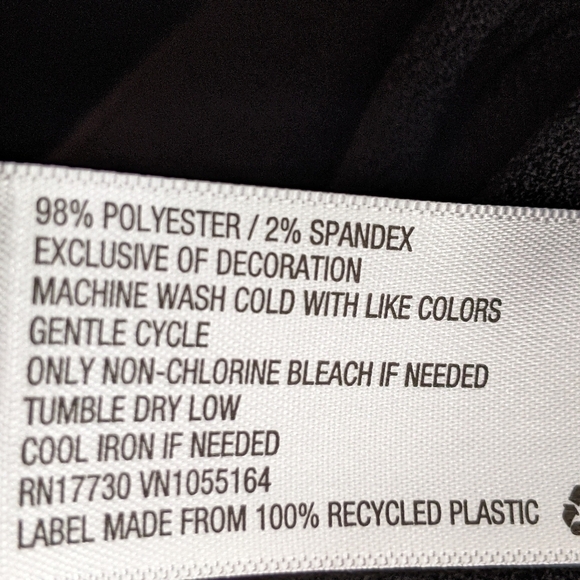 98% POLYESTER / 2% SPANDEX
EXCLUSIVE OF DECORATION
MACHINE WASH COLD WITH LIKE COLORS
GENTLE CYCLE
ONLY NON-CHLORINE BLEACH IF NEEDED
TUMBLE DRY LOW
COOL IRON IF NEEDED
RN17730 VN1055164
LABEL MADE FROM 100% RECYCLED PLASTIC